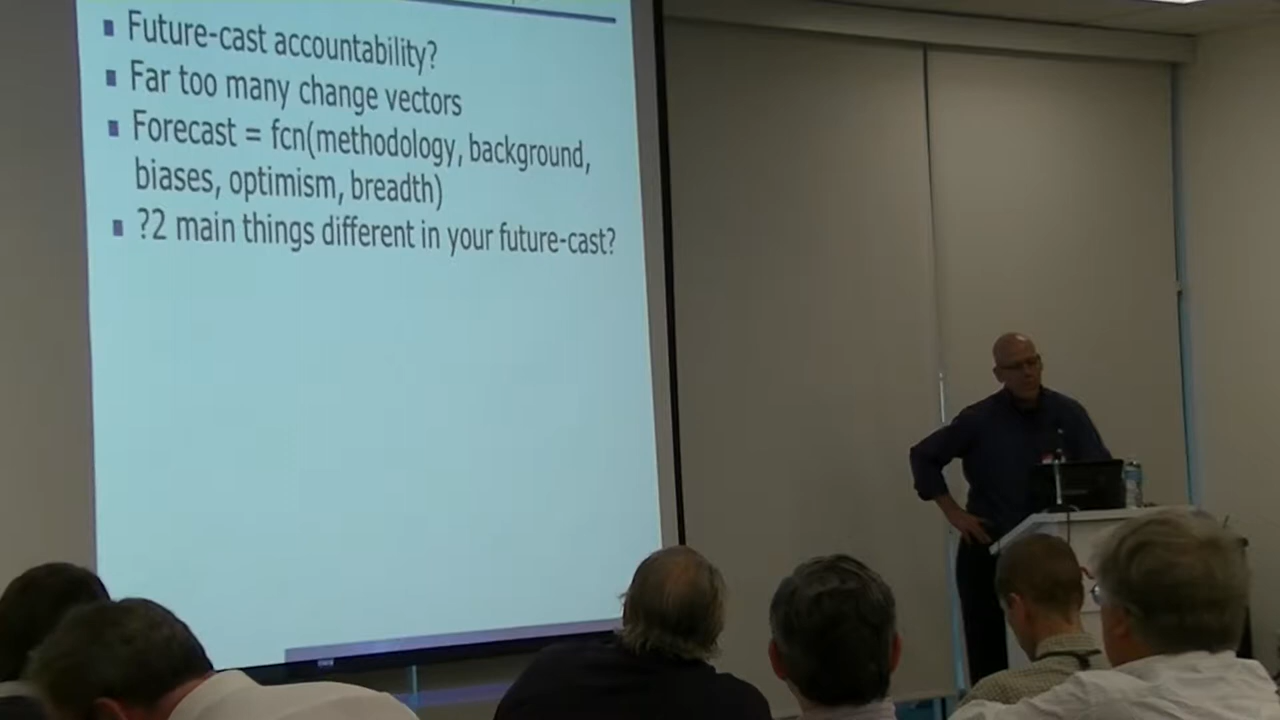 Future-cast accountability?
Far too many change vectors
Forecast = fcn(methodology, background,
biases, optimism, breadth)
?2 main things different in your future-cast?